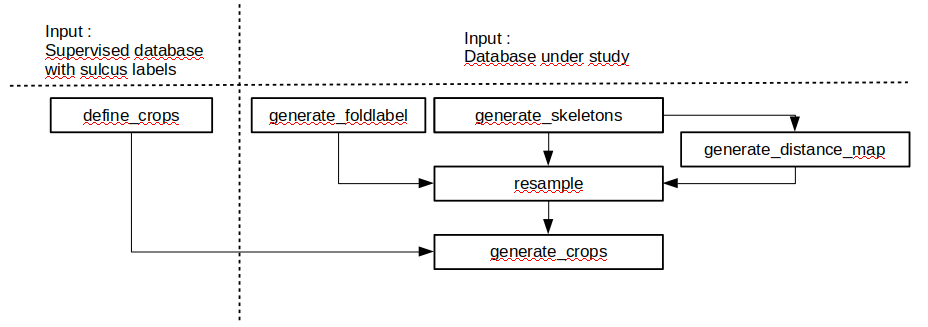 Input :
Supervised database
with sulcus labels
Input :
Database under study
define_crops
generate_foldlabel
generate_skeletons
generate_distance_map
resample
generate_crops